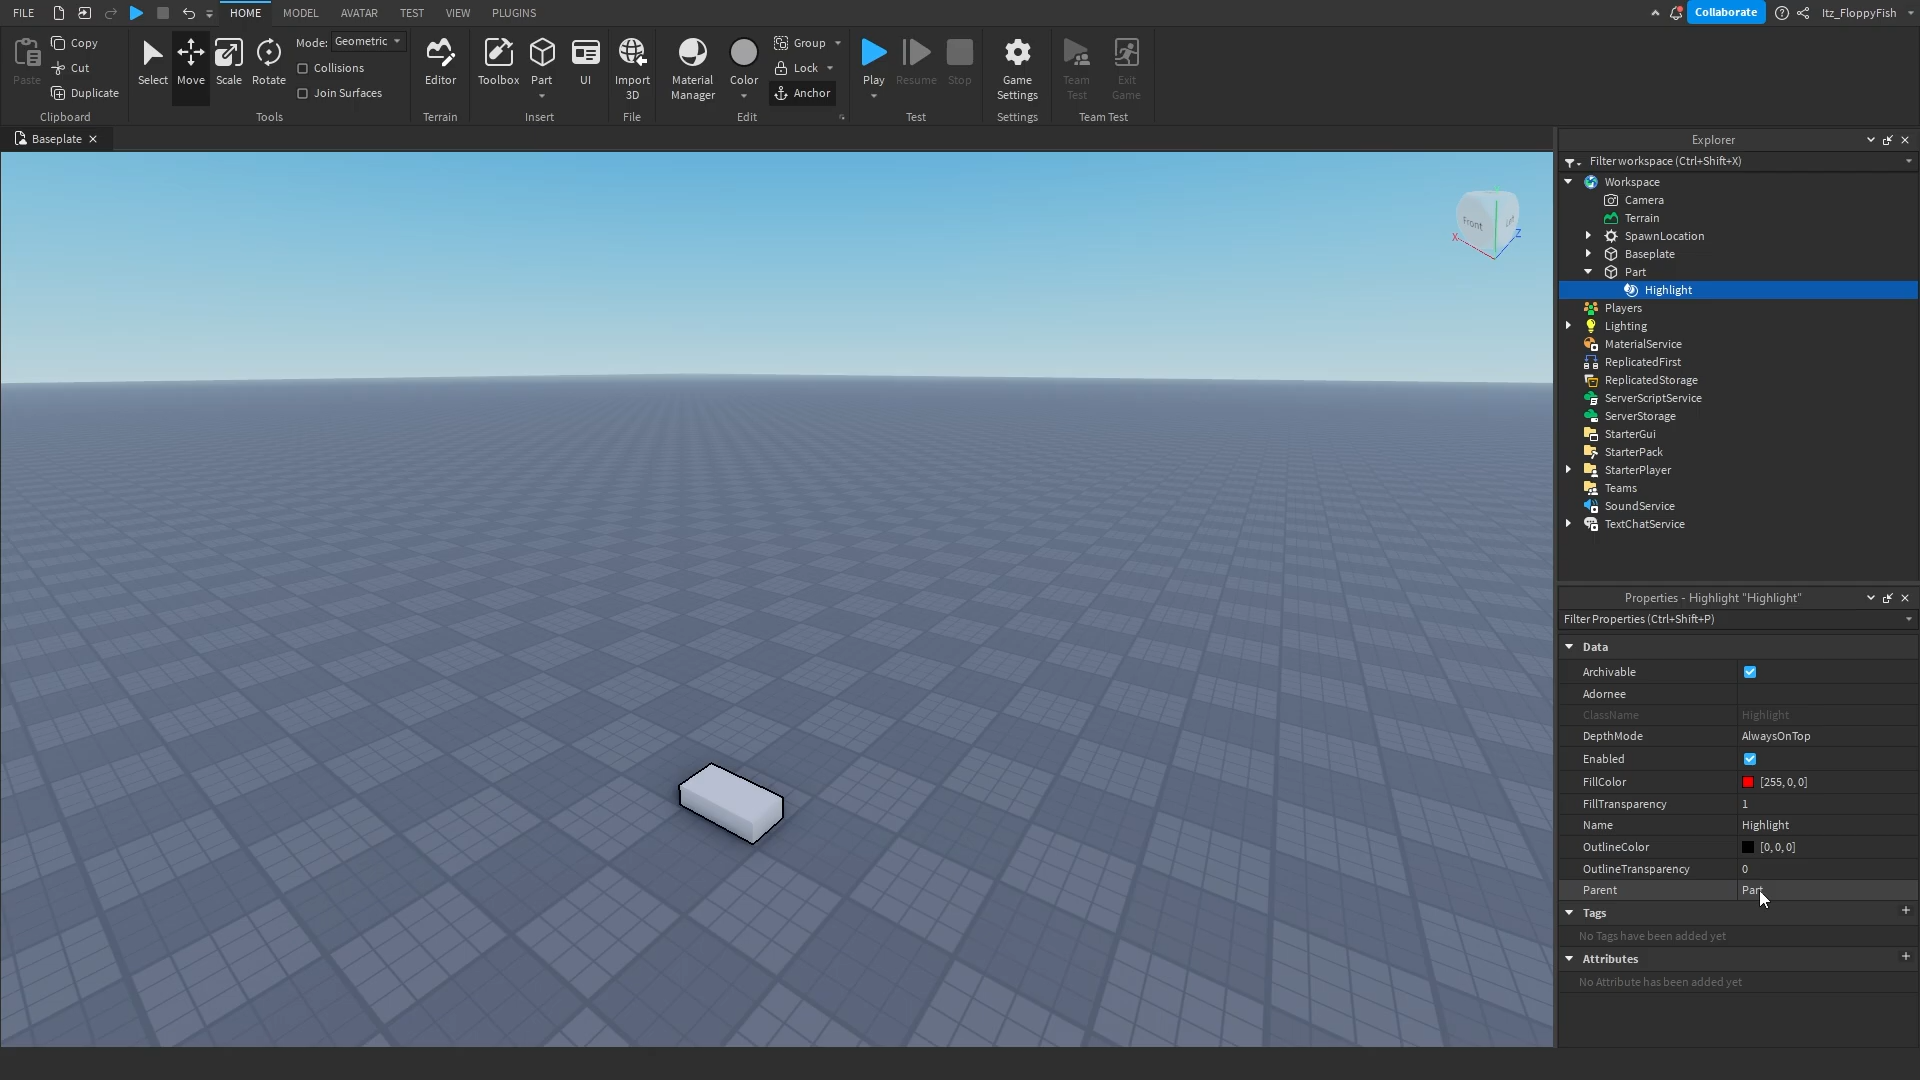 FILE HOME MODEL AVATAR TEST VIEW PLUGINS Collaborate Itz_FloppyFish
Paste Copy Cut Duplicate Clipboard
Select Move Scale Rotate Mode: Geometric Collisions Join Surfaces Tools
Editor Terrain
Toolbox Part UI Insert
Import 3D File
Material Manager Color Group Lock Anchor Edit
Play Resume Stop Test
Game Settings Settings
Team Test Exit Game Team Test
Baseplate
Front
X
Z
Explorer
Filter workspace (Ctrl+Shift+X)
Workspace
Camera
Terrain
SpawnLocation
Baseplate
Part
Highlight
Players
Lighting
MaterialService
ReplicatedFirst
ReplicatedStorage
ServerScriptService
ServerStorage
StarterGui
StarterPack
StarterPlayer
Teams
SoundService
TextChatService
Properties - Highlight "Highlight"
Filter Properties (Ctrl+Shift+P)
Data
Archivable
Adornee
ClassName Highlight
DepthMode AlwaysOnTop
Enabled
FillColor [255, 0, 0]
FillTransparency 1
Name Highlight
OutlineColor [0, 0, 0]
OutlineTransparency 0
Parent Part
Tags
No Tags have been added yet
Attributes
No Attribute has been added yet